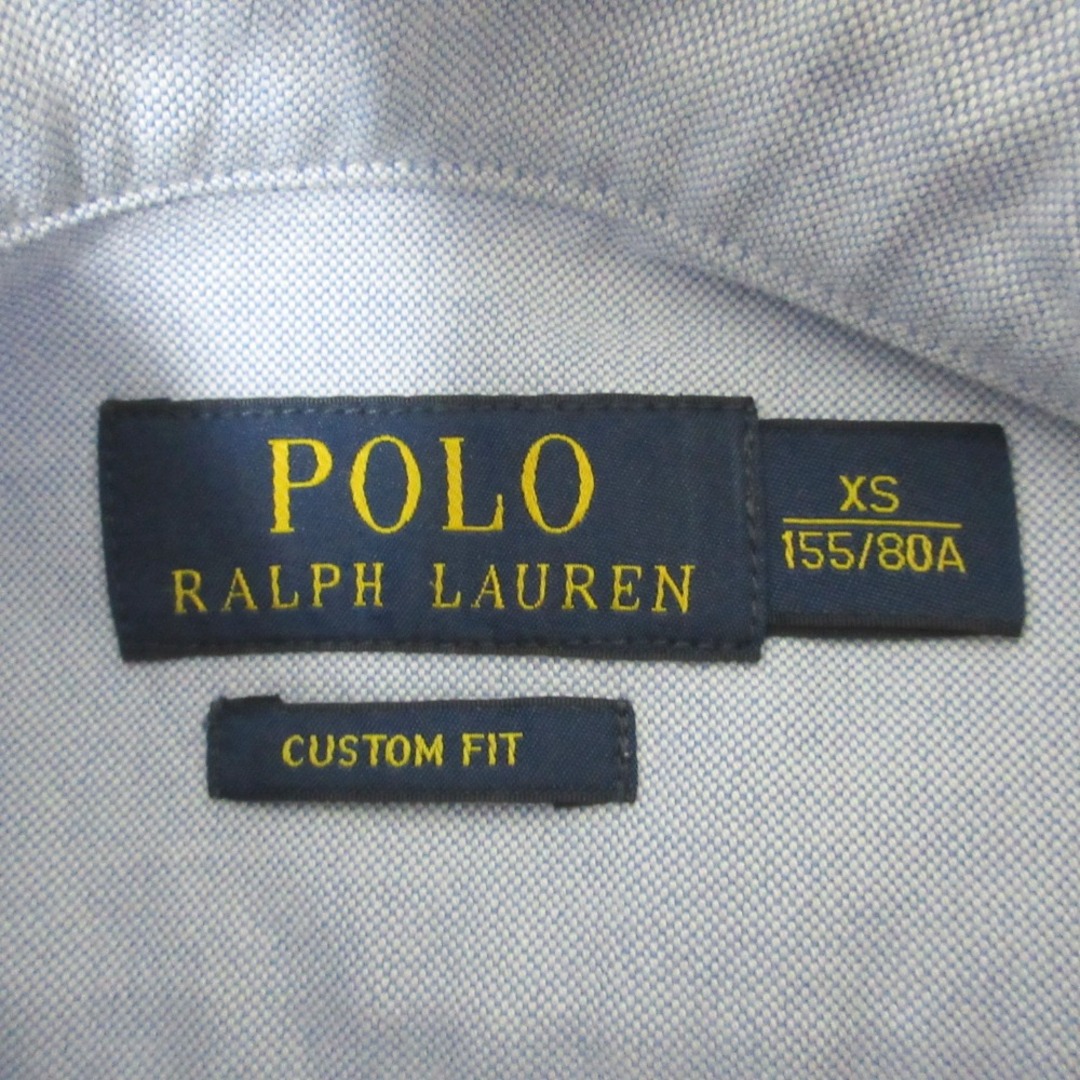 POLO
RALPH LAUREN
XS
155/80A
CUSTOM FIT